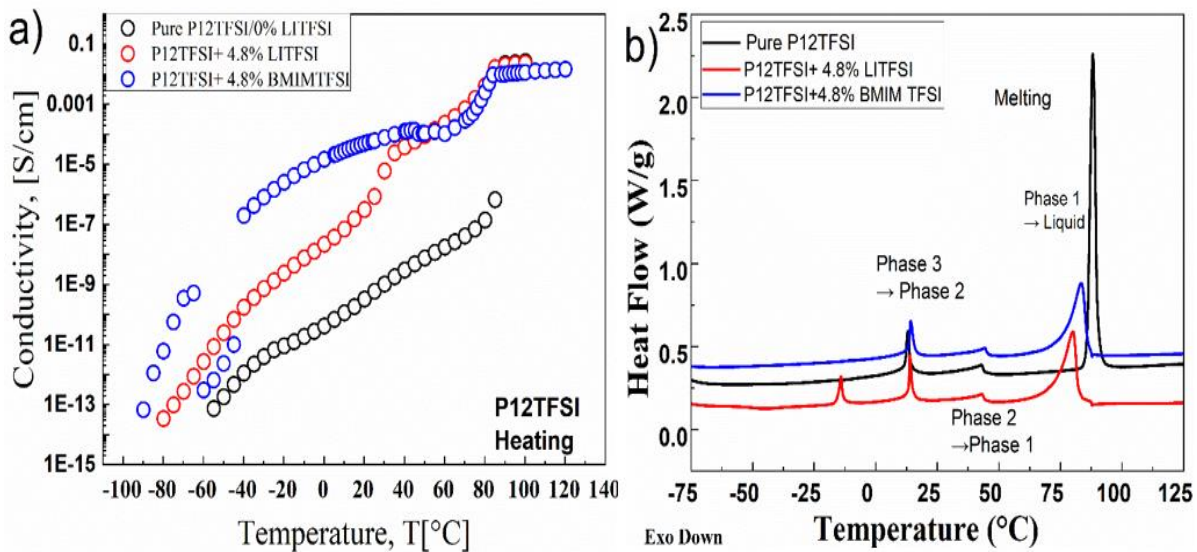 a)
Pure P12TFSI/0% LITFSI
P12TFSI+ 4.8% LITFSI
P12TFSI+ 4.8% BMIMTFSI
Conductivity, [S/cm]
0.1
0.001
1E-5
1E-7
1E-9
1E-11
1E-13
1E-15
P12TFSI
Heating
-100 -80 -60 -40 -20 0 20 40 60 80 100 120 140
Temperature, T[°C]
b)
Pure P12TFSI
P12TFSI+ 4.8% LITFSI
P12TFSI+4.8% BMIM TFSI
Heat Flow (W/g)
2.5
2.0
1.5
1.0
0.5
0.0
Melting
Phase 1
→ Liquid
Phase 3
→ Phase 2
Phase 2
→Phase 1
-75 -50 -25 0 25 50 75 100 125
Exo Down
Temperature (°C)